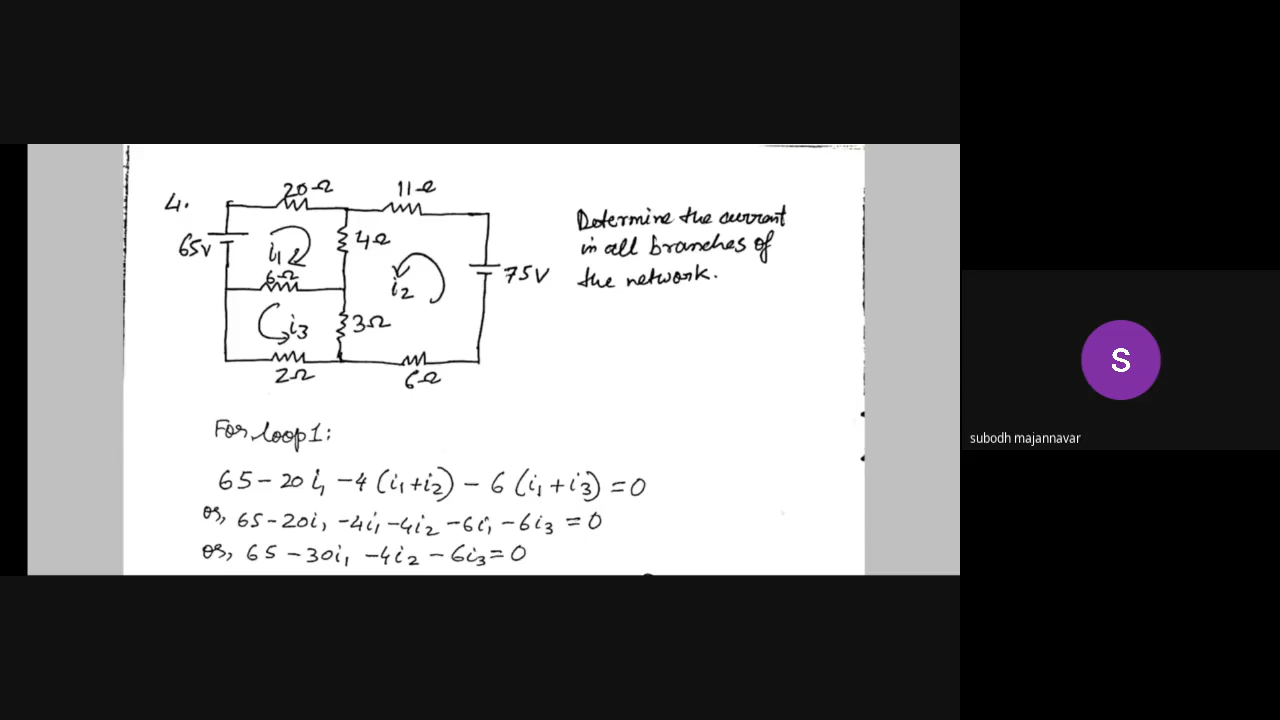 4.
20Ω
11Ω
65V
i1
4Ω
6Ω
i2
75V
i3
3Ω
2Ω
6Ω
Determine the current
in all branches of
the network.
For loop 1:
65 - 20 i1 - 4 (i1 + i2) - 6 (i1 + i3) = 0
or, 65 - 20i1 - 4i1 - 4i2 - 6i1 - 6i3 = 0
or, 65 - 30i1 - 4i2 - 6i3 = 0
S
subodh majannavar